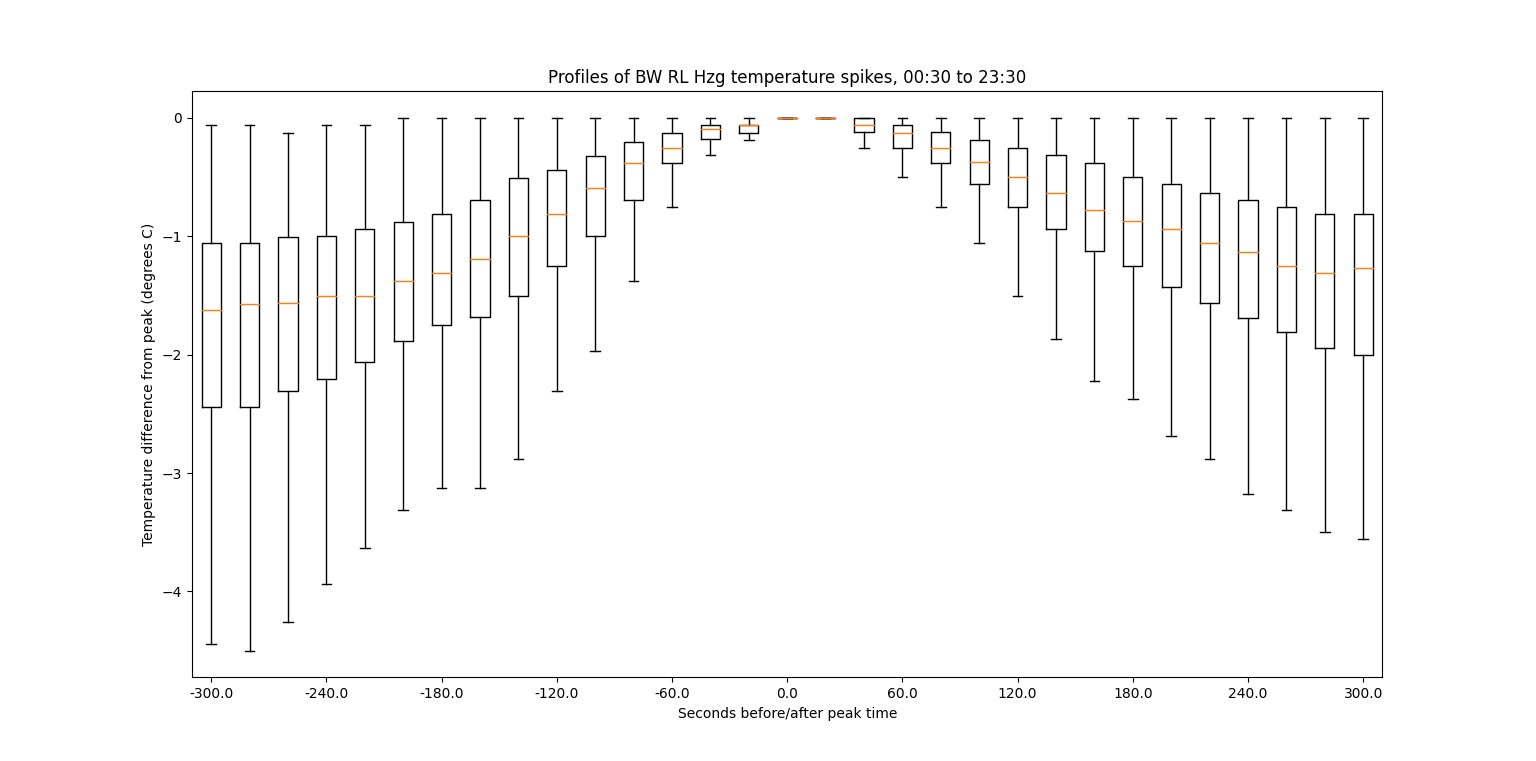 Profiles of BW RL Hzg temperature spikes, 00:30 to 23:30
Temperature difference from peak (degrees C)
0
−1
−2
−3
−4
-300.0 -240.0 -180.0 -120.0 -60.0 0.0 60.0 120.0 180.0 240.0 300.0
Seconds before/after peak time